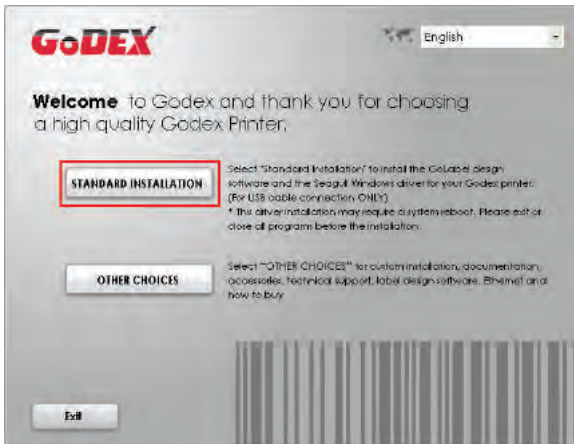 GoDEX
English
Welcome to Godex and thank you for choosing
a high quality Godex Printer.
STANDARD INSTALLATION
Select "Standard Installation" to install the GoLabel design
software and the Seagull Windows driver for your Godex printer.
(For USB cable connection ONLY)
* This driver installation may require a system reboot. Please exit or
close all programs before the installation.
OTHER CHOICES
Select "OTHER CHOICES" for custom installation, documentation,
accessories, technical support, label design software, Ethernet and
how to buy
Exit